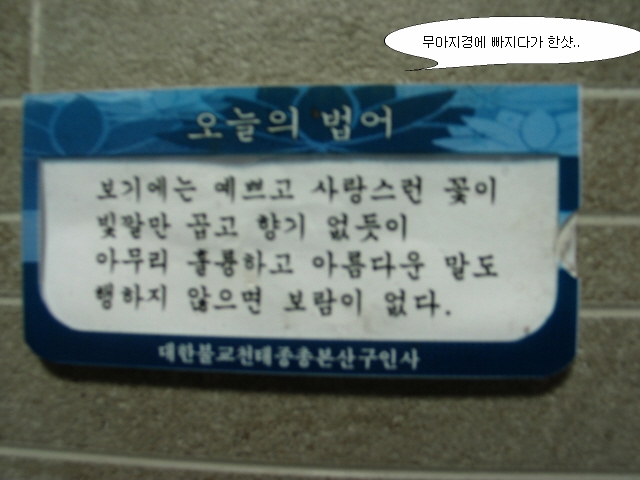 무아지경에 빠지다가 한샷..
오늘의 법어
보기에는 예쁘고 사랑스런 꽃이
빛깔만 곱고 향기 없듯이
아무리 훌륭하고 아름다운 말도
행하지 않으면 보람이 없다.
대한불교천태종총본산구인사